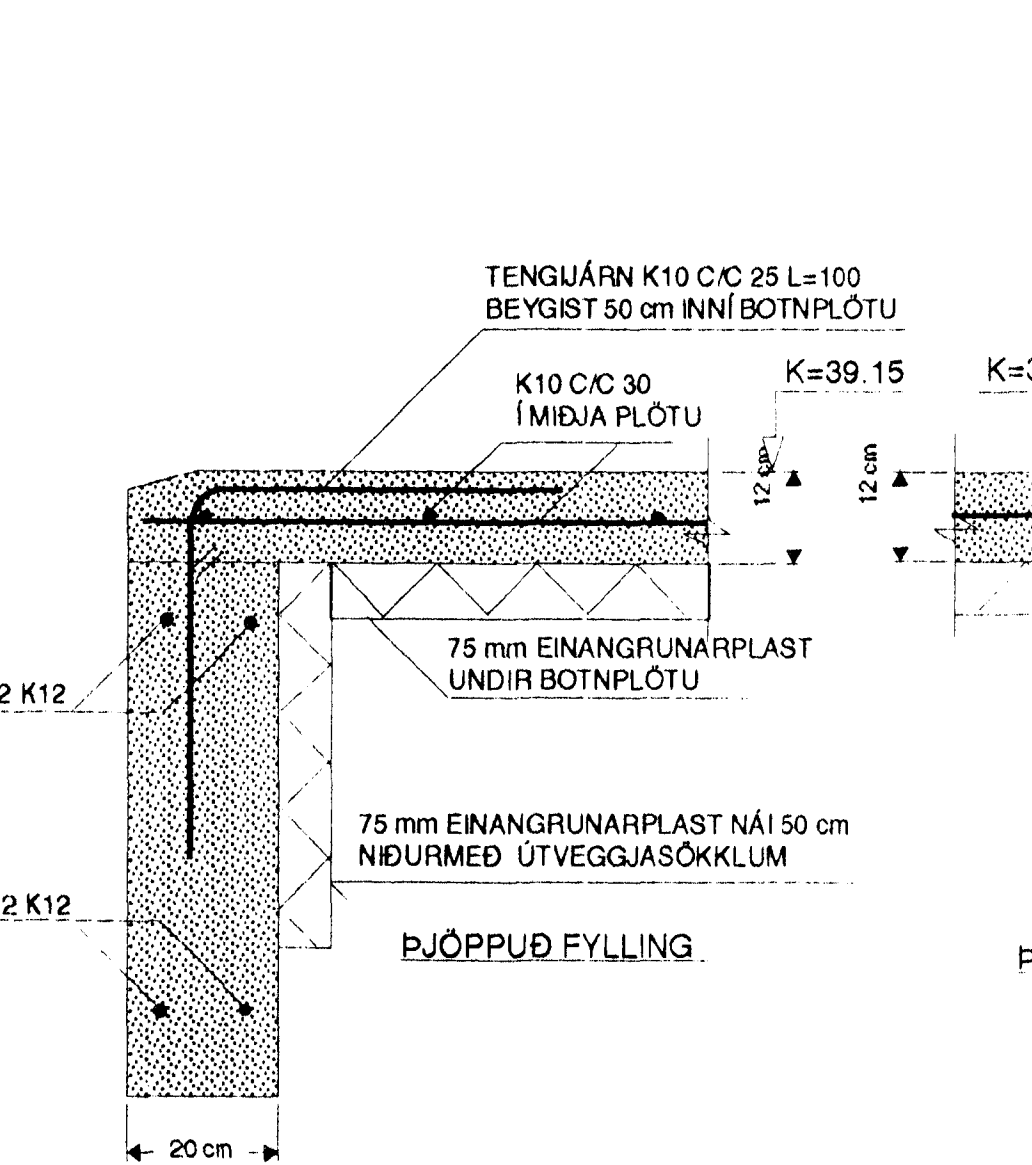 TENGIJÁRN K10 C/C 25 L=100
BEYGIST 50 cm INNÍ BOTNPLÖTU
K10 C/C 30
Í MIÐJA PLÖTU
K=39.15
12 cm
12 cm
75 mm EINANGRUNARPLAST
UNDIR BOTNPLÖTU
2 K12
75 mm EINANGRUNARPLAST NÁI 50 cm
NIÐURMEÐ ÚTVEGGJASÖKKLUM
2 K12
ÞJÖPPUÐ FYLLING
20 cm